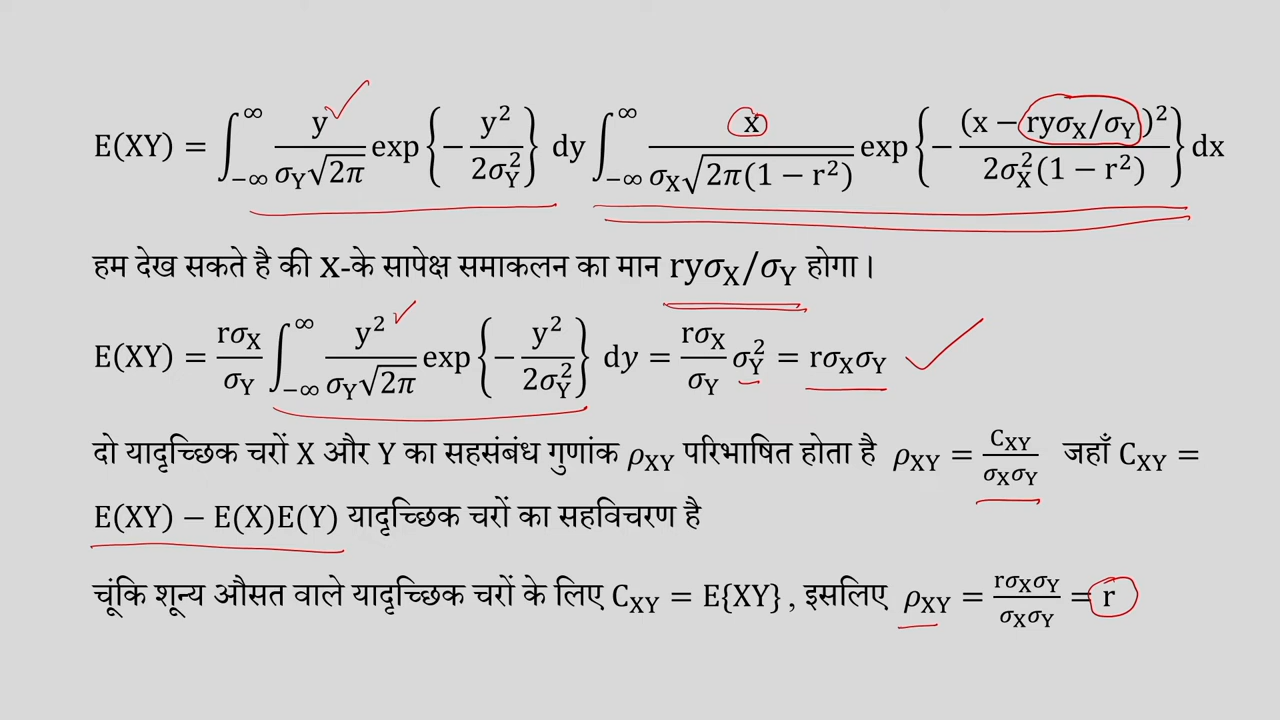 E(XY) = ∫_{−∞}^{∞} y/(σ_Y√(2π)) exp{−y²/(2σ_Y²)} dy ∫_{−∞}^{∞} x/(σ_X√(2π(1 − r²))) exp{−(x − ryσ_X/σ_Y)²/(2σ_X²(1 − r²))} dx
हम देख सकते है की X-के सापेक्ष समाकलन का मान ryσ_X/σ_Y होगा।
E(XY) = rσ_X/σ_Y ∫_{−∞}^{∞} y²/(σ_Y√(2π)) exp{−y²/(2σ_Y²)} dy = rσ_X/σ_Y σ_Y² = rσ_Xσ_Y
दो यादृच्छिक चरों X और Y का सहसंबंध गुणांक ρ_XY परिभाषित होता है ρ_XY = C_XY/(σ_Xσ_Y) जहाँ C_XY =
E(XY) − E(X)E(Y) यादृच्छिक चरों का सहविचरण है
चूंकि शून्य औसत वाले यादृच्छिक चरों के लिए C_XY = E{XY} , इसलिए ρ_XY = rσ_Xσ_Y/(σ_Xσ_Y) = r